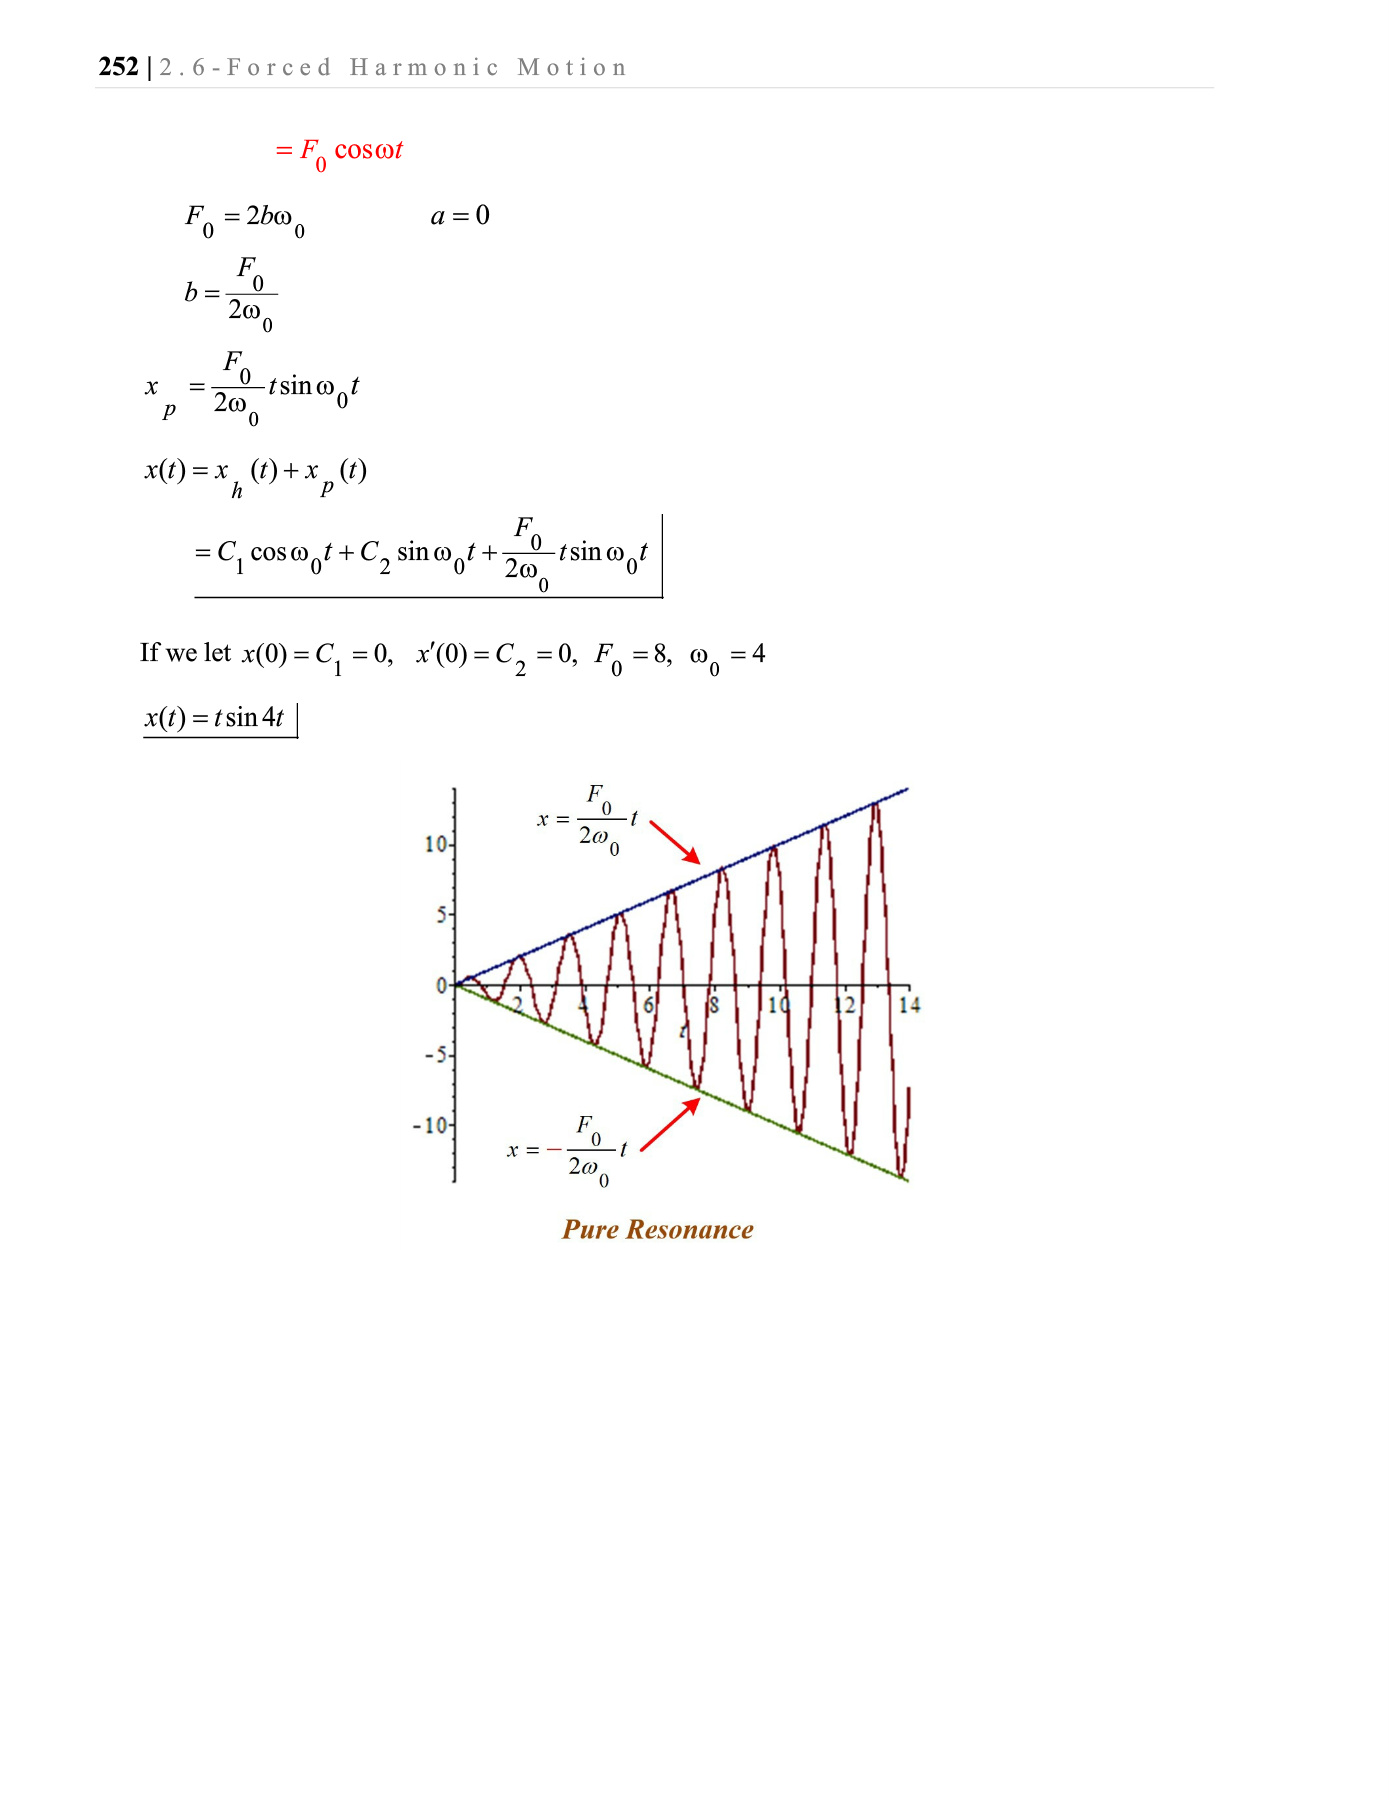 252 | 2.6-Forced Harmonic Motion
= F₀ cosωt
F₀ = 2bω₀ a = 0
b = F₀/2ω₀
x_p = F₀/2ω₀ t sin ω₀t
x(t) = x_h(t) + x_p(t)
= C₁ cos ω₀t + C₂ sin ω₀t + F₀/2ω₀ t sin ω₀t
If we let x(0) = C₁ = 0, x′(0) = C₂ = 0, F₀ = 8, ω₀ = 4
x(t) = t sin 4t
x = F₀/2ω₀ t
10
5
0
2 4 6 8 10 12 14
t
-5
-10
x = − F₀/2ω₀ t
Pure Resonance